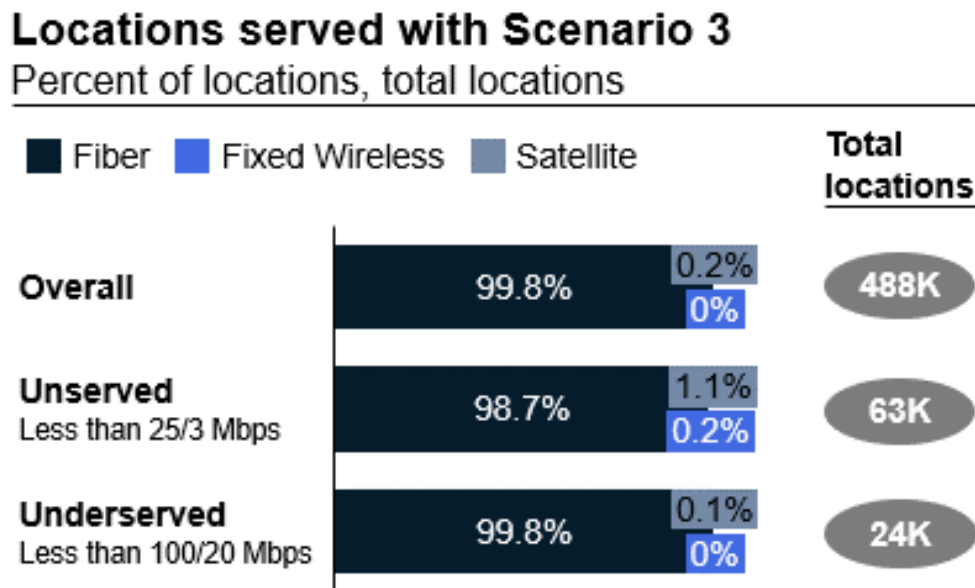 Locations served with Scenario 3
Percent of locations, total locations
Fiber Fixed Wireless Satellite
Total
locations
Overall
99.8%
0.2%
0%
488K
Unserved
Less than 25/3 Mbps
98.7%
1.1%
0.2%
63K
Underserved
Less than 100/20 Mbps
99.8%
0.1%
0%
24K